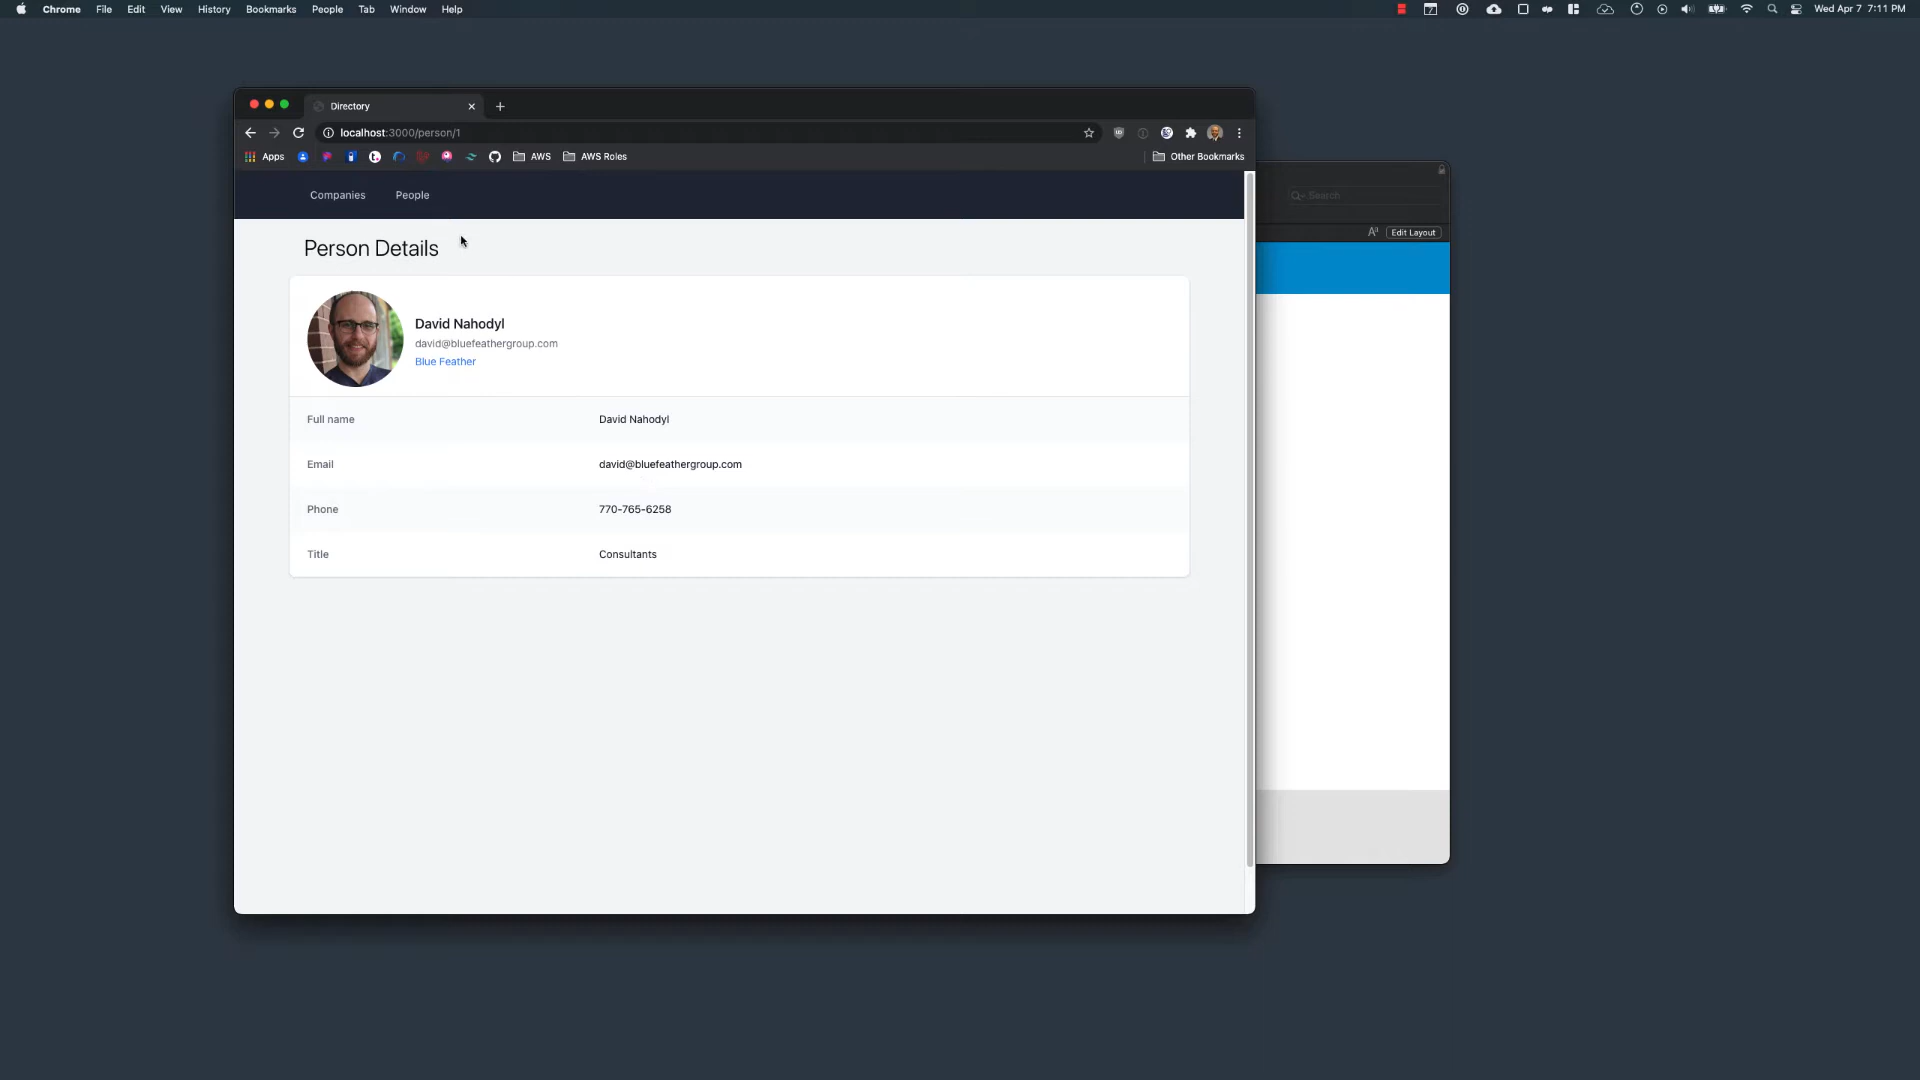 Chrome File Edit View History Bookmarks People Tab Window Help Wed Apr 7 7:11 PM
Directory
localhost:3000/person/1
Apps AWS AWS Roles Other Bookmarks
Companies People
Search
Edit Layout
Person Details
David Nahodyl
david@bluefeathergroup.com
Blue Feather
Full name David Nahodyl
Email david@bluefeathergroup.com
Phone 770-765-6258
Title Consultants